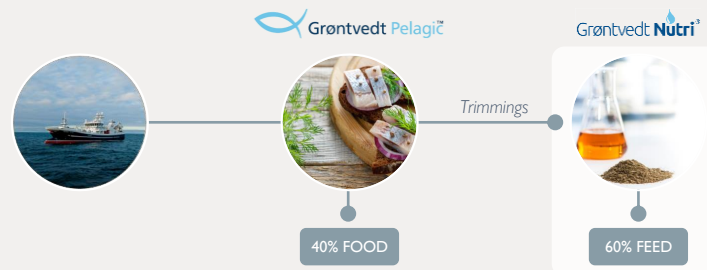 Grøntvedt Pelagic™
Grøntvedt Nutri³
Trimmings
40% FOOD
60% FEED